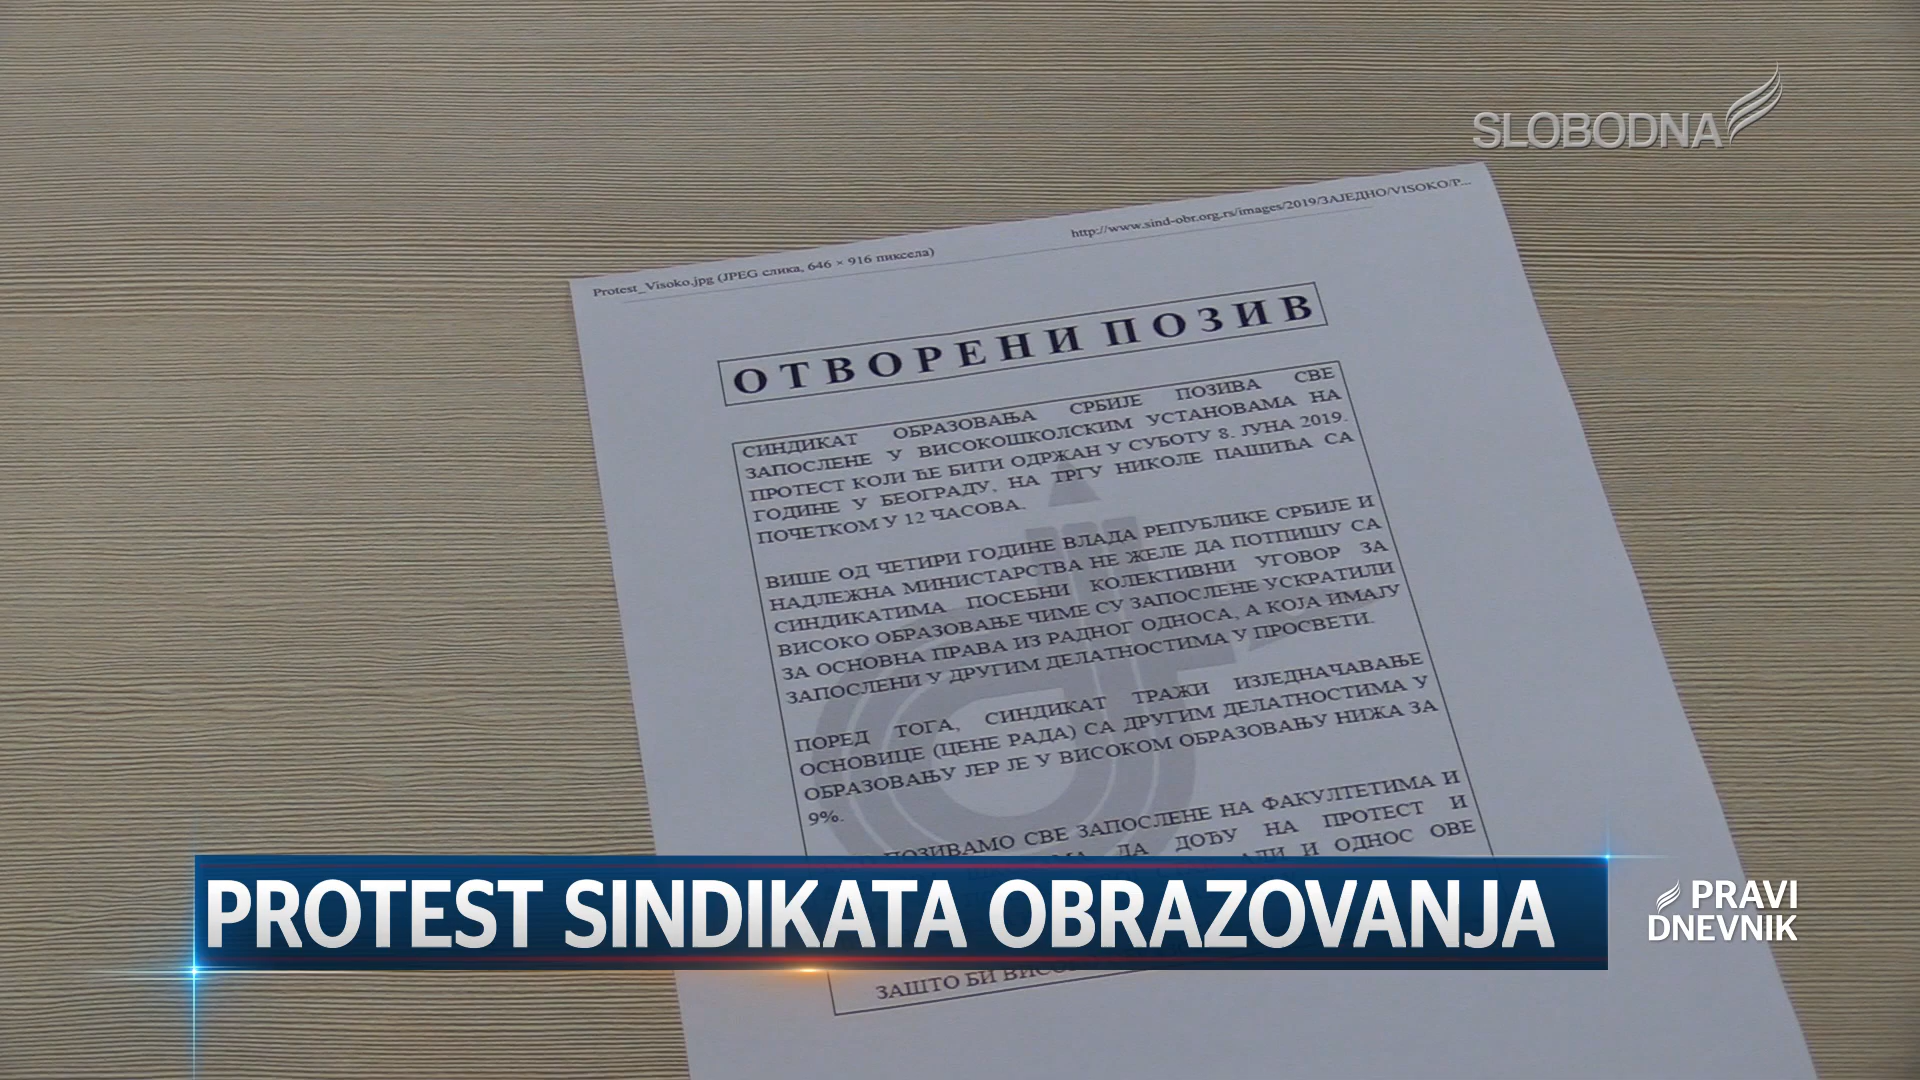 SLOBODNA
Protest_Visoko.jpg (JPEG слика, 646 × 916 пиксела)
http://www.sind-obr.org.rs/images/2019/ЗАЈЕДНО/VISOKO/P...
ОТВОРЕНИ ПОЗИВ
СИНДИКАТ ОБРАЗОВАЊА СРБИЈЕ ПОЗИВА СВЕ
ЗАПОСЛЕНЕ У ВИСОКОШКОЛСКИМ УСТАНОВАМА НА
ПРОТЕСТ КОЈИ ЋЕ БИТИ ОДРЖАН У СУБОТУ 8. ЈУНА 2019.
ГОДИНЕ У БЕОГРАДУ, НА ТРГУ НИКОЛЕ ПАШИЋА СА
ПОЧЕТКОМ У 12 ЧАСОВА.
ВИШЕ ОД ЧЕТИРИ ГОДИНЕ ВЛАДА РЕПУБЛИКЕ СРБИЈЕ И
НАДЛЕЖНА МИНИСТАРСТВА НЕ ЖЕЛЕ ДА ПОТПИШУ СА
СИНДИКАТИМА ПОСЕБНИ КОЛЕКТИВНИ УГОВОР ЗА
ВИСОКО ОБРАЗОВАЊЕ ЧИМЕ СУ ЗАПОСЛЕНЕ УСКРАТИЛИ
ЗА ОСНОВНА ПРАВА ИЗ РАДНОГ ОДНОСА, А КОЈА ИМАЈУ
ЗАПОСЛЕНИ У ДРУГИМ ДЕЛАТНОСТИМА У ПРОСВЕТИ.
ПОРЕД ТОГА, СИНДИКАТ ТРАЖИ ИЗЈЕДНАЧАВАЊЕ
ОСНОВИЦЕ (ЦЕНЕ РАДА) СА ДРУГИМ ДЕЛАТНОСТИМА У
ОБРАЗОВАЊУ ЈЕР ЈЕ У ВИСОКОМ ОБРАЗОВАЊУ НИЖА ЗА
9%.
ПОЗИВАМО СВЕ ЗАПОСЛЕНЕ НА ФАКУЛТЕТИМА И
ДА ДОЂУ НА ПРОТЕСТ И
И ОДНОС ОВЕ
PROTEST SINDIKATA OBRAZOVANJA
PRAVI
DNEVNIK
ЗАШТО БИ